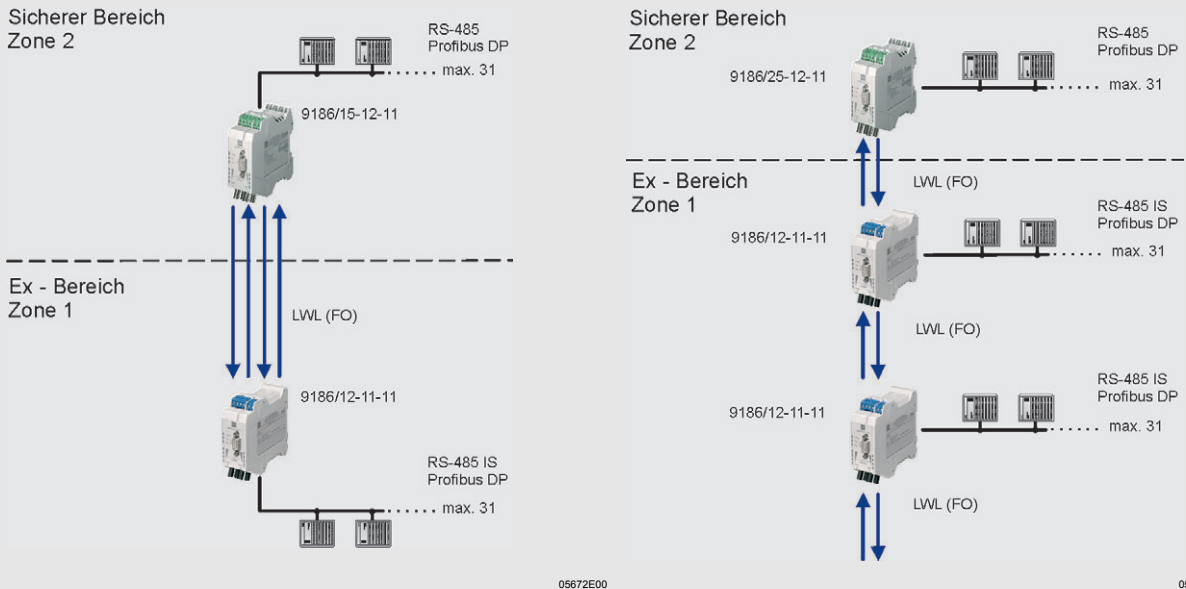 Sicherer Bereich
Zone 2
RS-485
Profibus DP
max. 31
9186/15-12-11
Ex - Bereich
Zone 1
LWL (FO)
9186/12-11-11
RS-485 IS
Profibus DP
max. 31
05672E00
Sicherer Bereich
Zone 2
RS-485
Profibus DP
9186/25-12-11
max. 31
LWL (FO)
Ex - Bereich
Zone 1
RS-485 IS
Profibus DP
9186/12-11-11
max. 31
LWL (FO)
RS-485 IS
Profibus DP
9186/12-11-11
max. 31
LWL (FO)